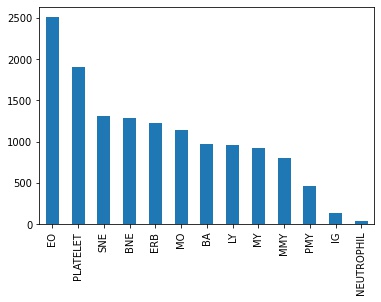 2500
2000
1500
1000
500
0
EO
PLATELET
SNE
BNE
ERB
MO
BA
LY
MY
MMY
PMY
IG
NEUTROPHIL